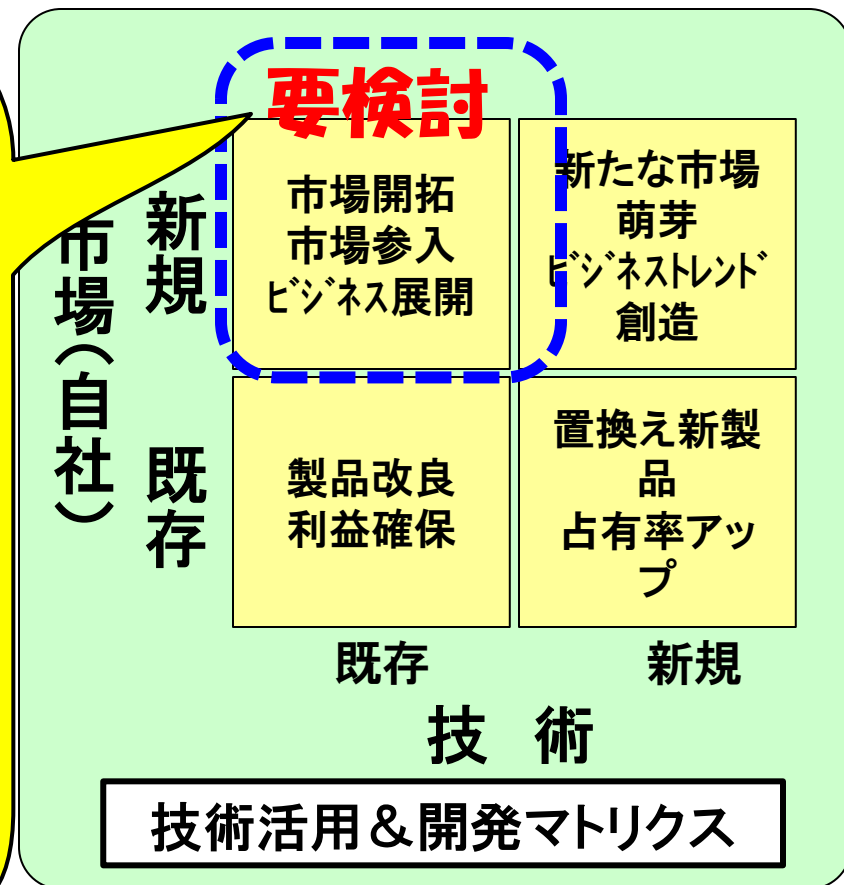 要検討
市場開拓
市場参入
ﾋﾞｼﾞﾈｽ展開
新たな市場
萌芽
ﾋﾞｼﾞﾈｽﾄﾚﾝﾄﾞ
創造
製品改良
利益確保
置換え新製
品
占有率アッ
プ
市場(自社)
新規
既存
既存
新規
技 術
技術活用＆開発マトリクス